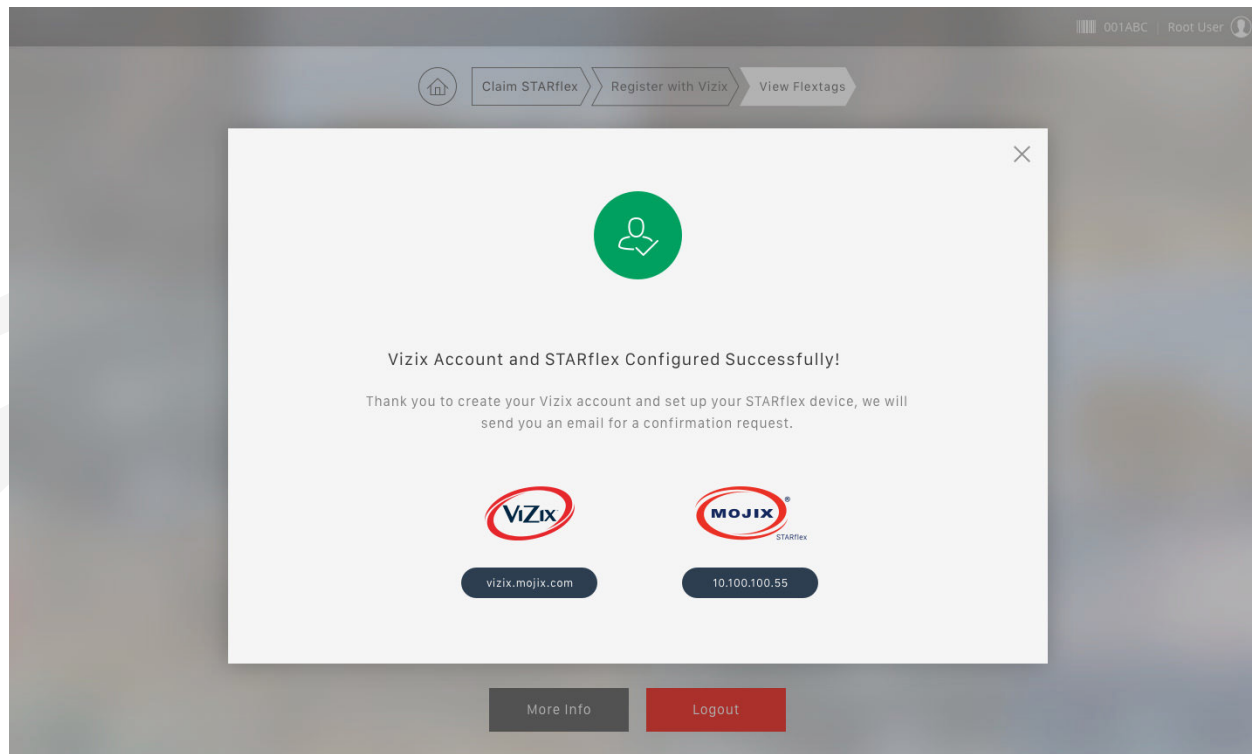 001ABC | Root User
Claim STARflex Register with Vizix View Flextags
Vizix Account and STARflex Configured Successfully!
Thank you to create your Vizix account and set up your STARflex device, we will
send you an email for a confirmation request.
ViZix MOJIX ®
STARflex
vizix.mojix.com 10.100.100.55
More Info Logout